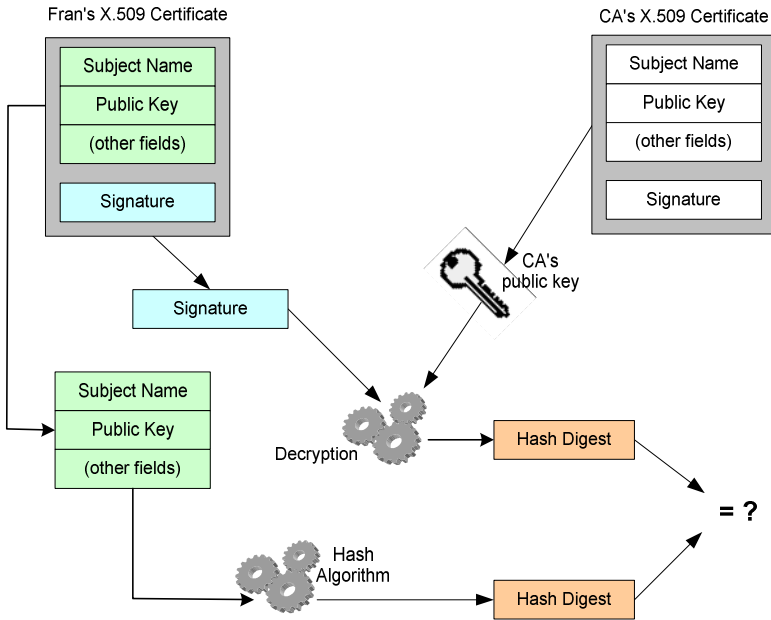 Fran's X.509 Certificate
CA's X.509 Certificate
Subject Name
Public Key
(other fields)
Signature
Subject Name
Public Key
(other fields)
Signature
CA's
public key
Signature
Subject Name
Public Key
(other fields)
Decryption
Hash Digest
= ?
Hash
Algorithm
Hash Digest